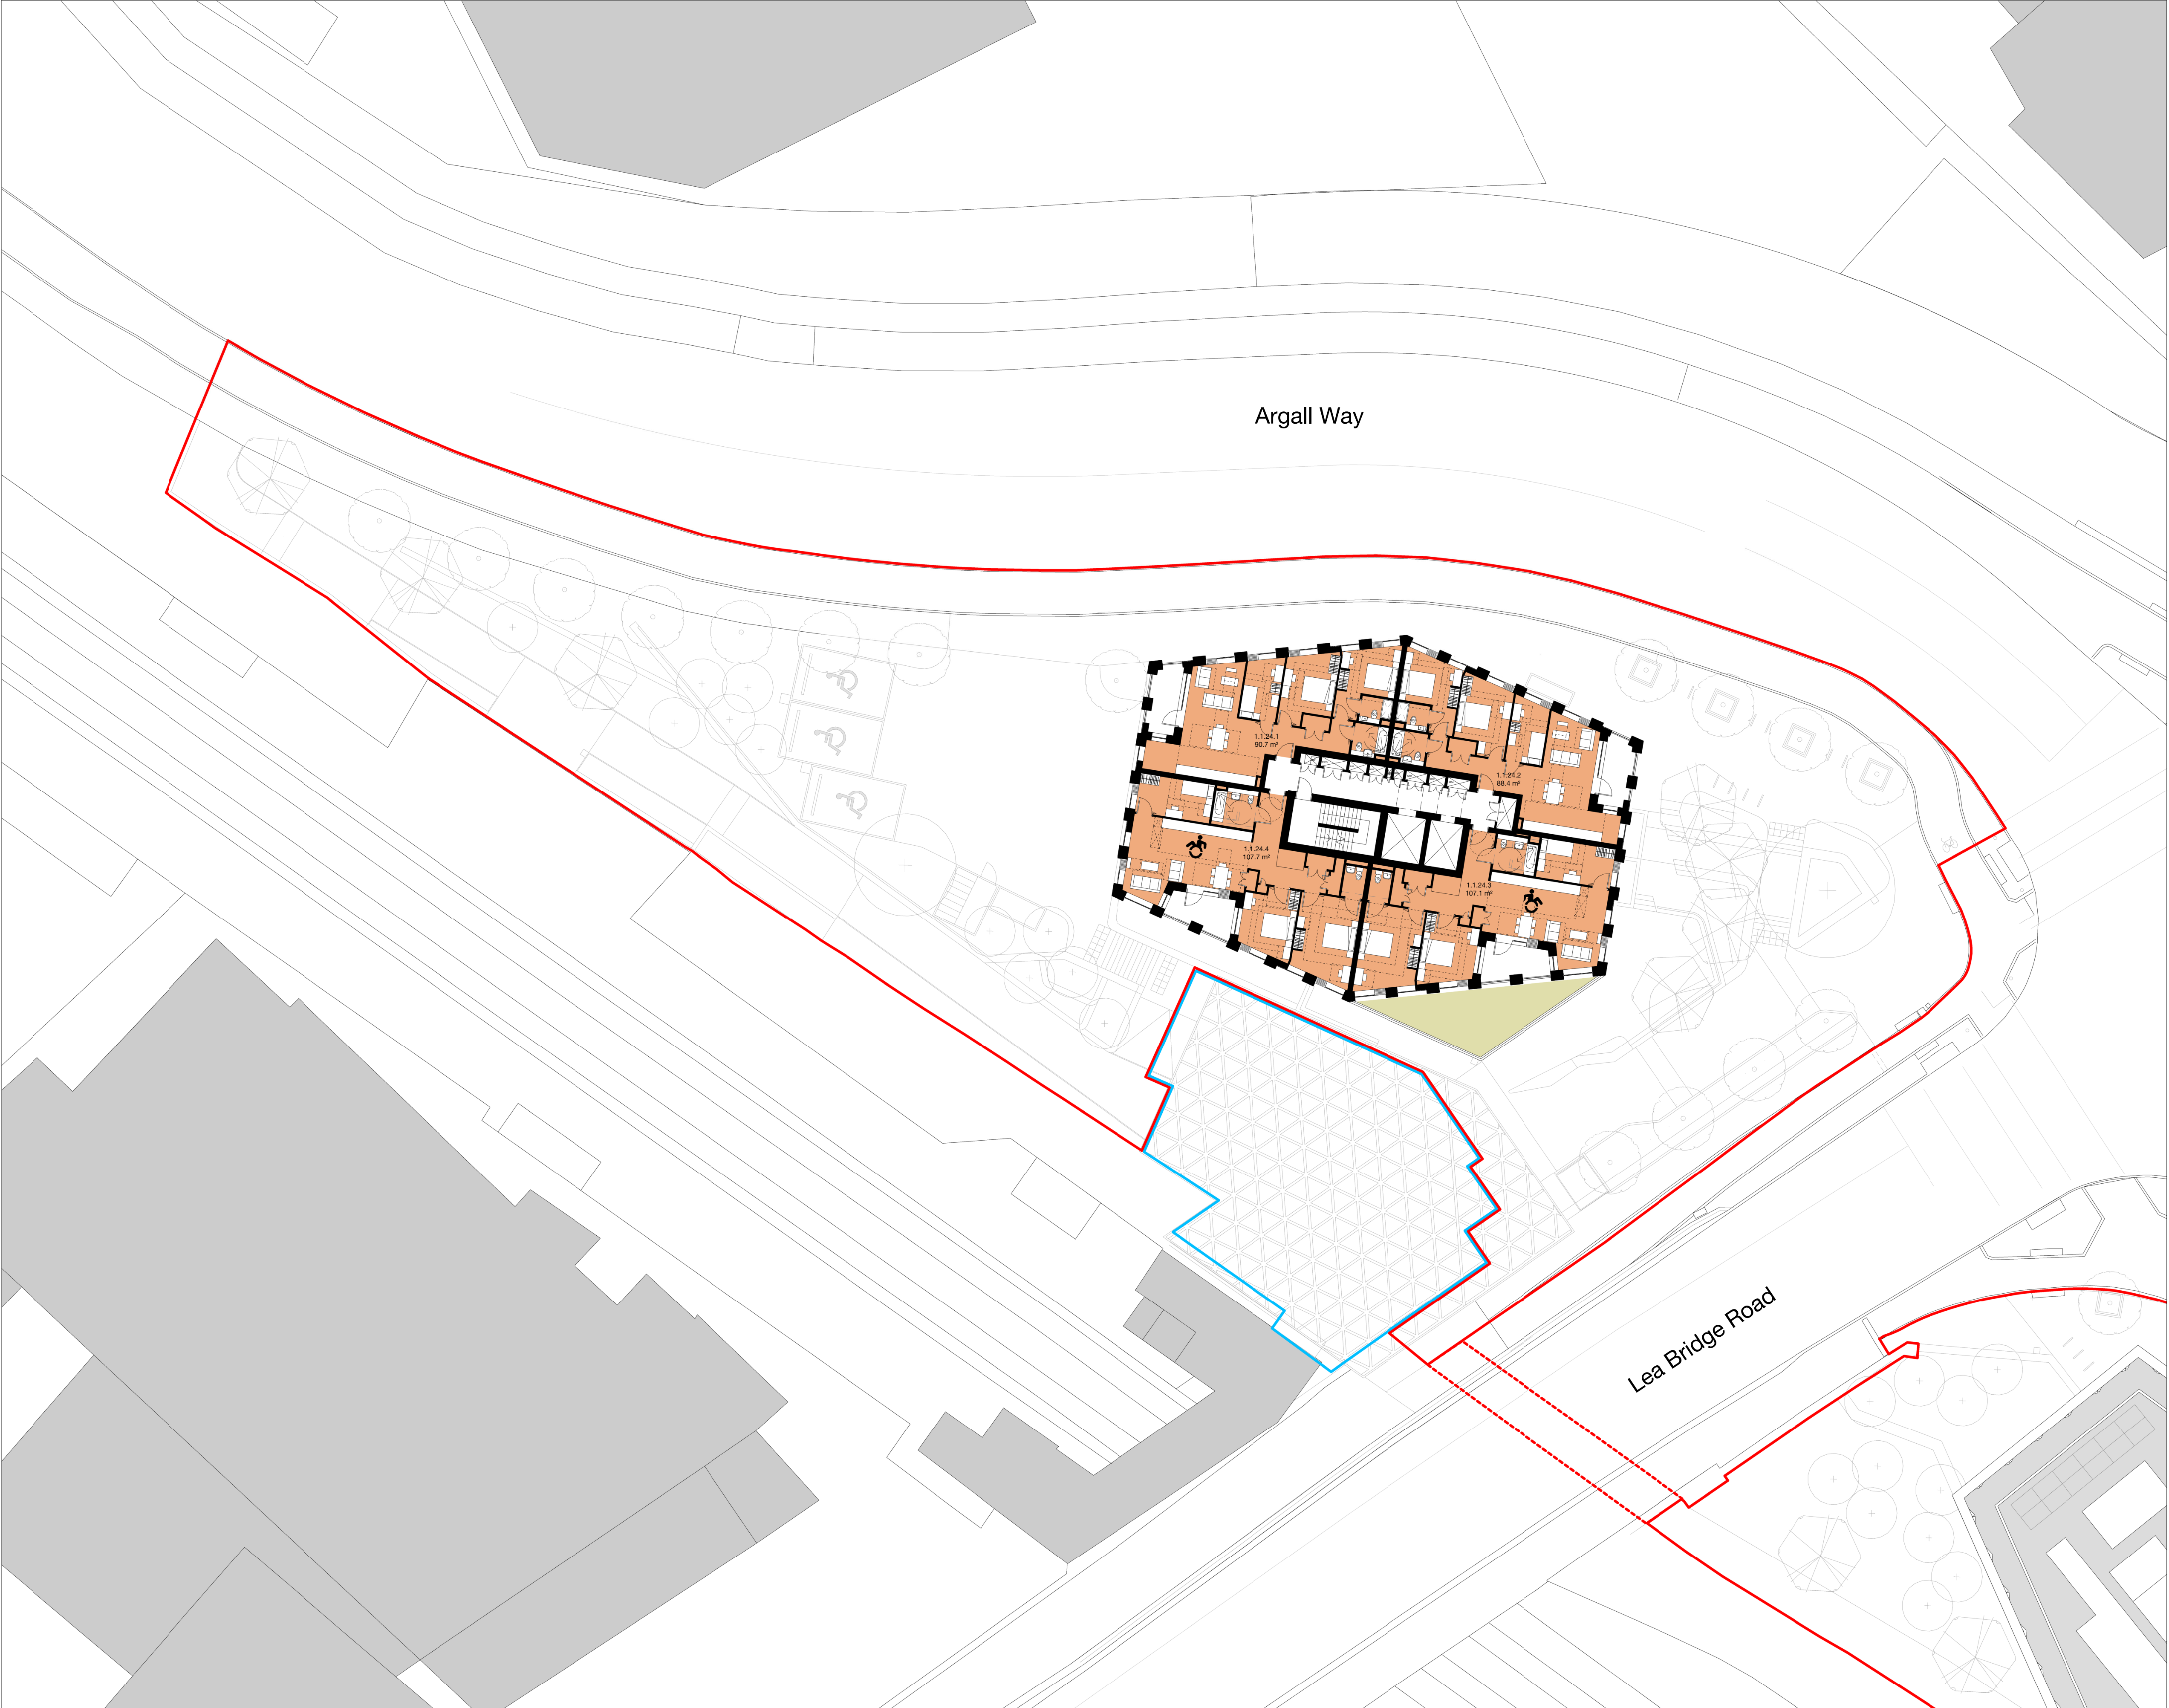 Argall Way
1.1.24.1
90.7 m²
1.1.24.2
88.4 m²
1.1.24.4
107.7 m²
1.1.24.3
107.1 m²
Lea Bridge Road